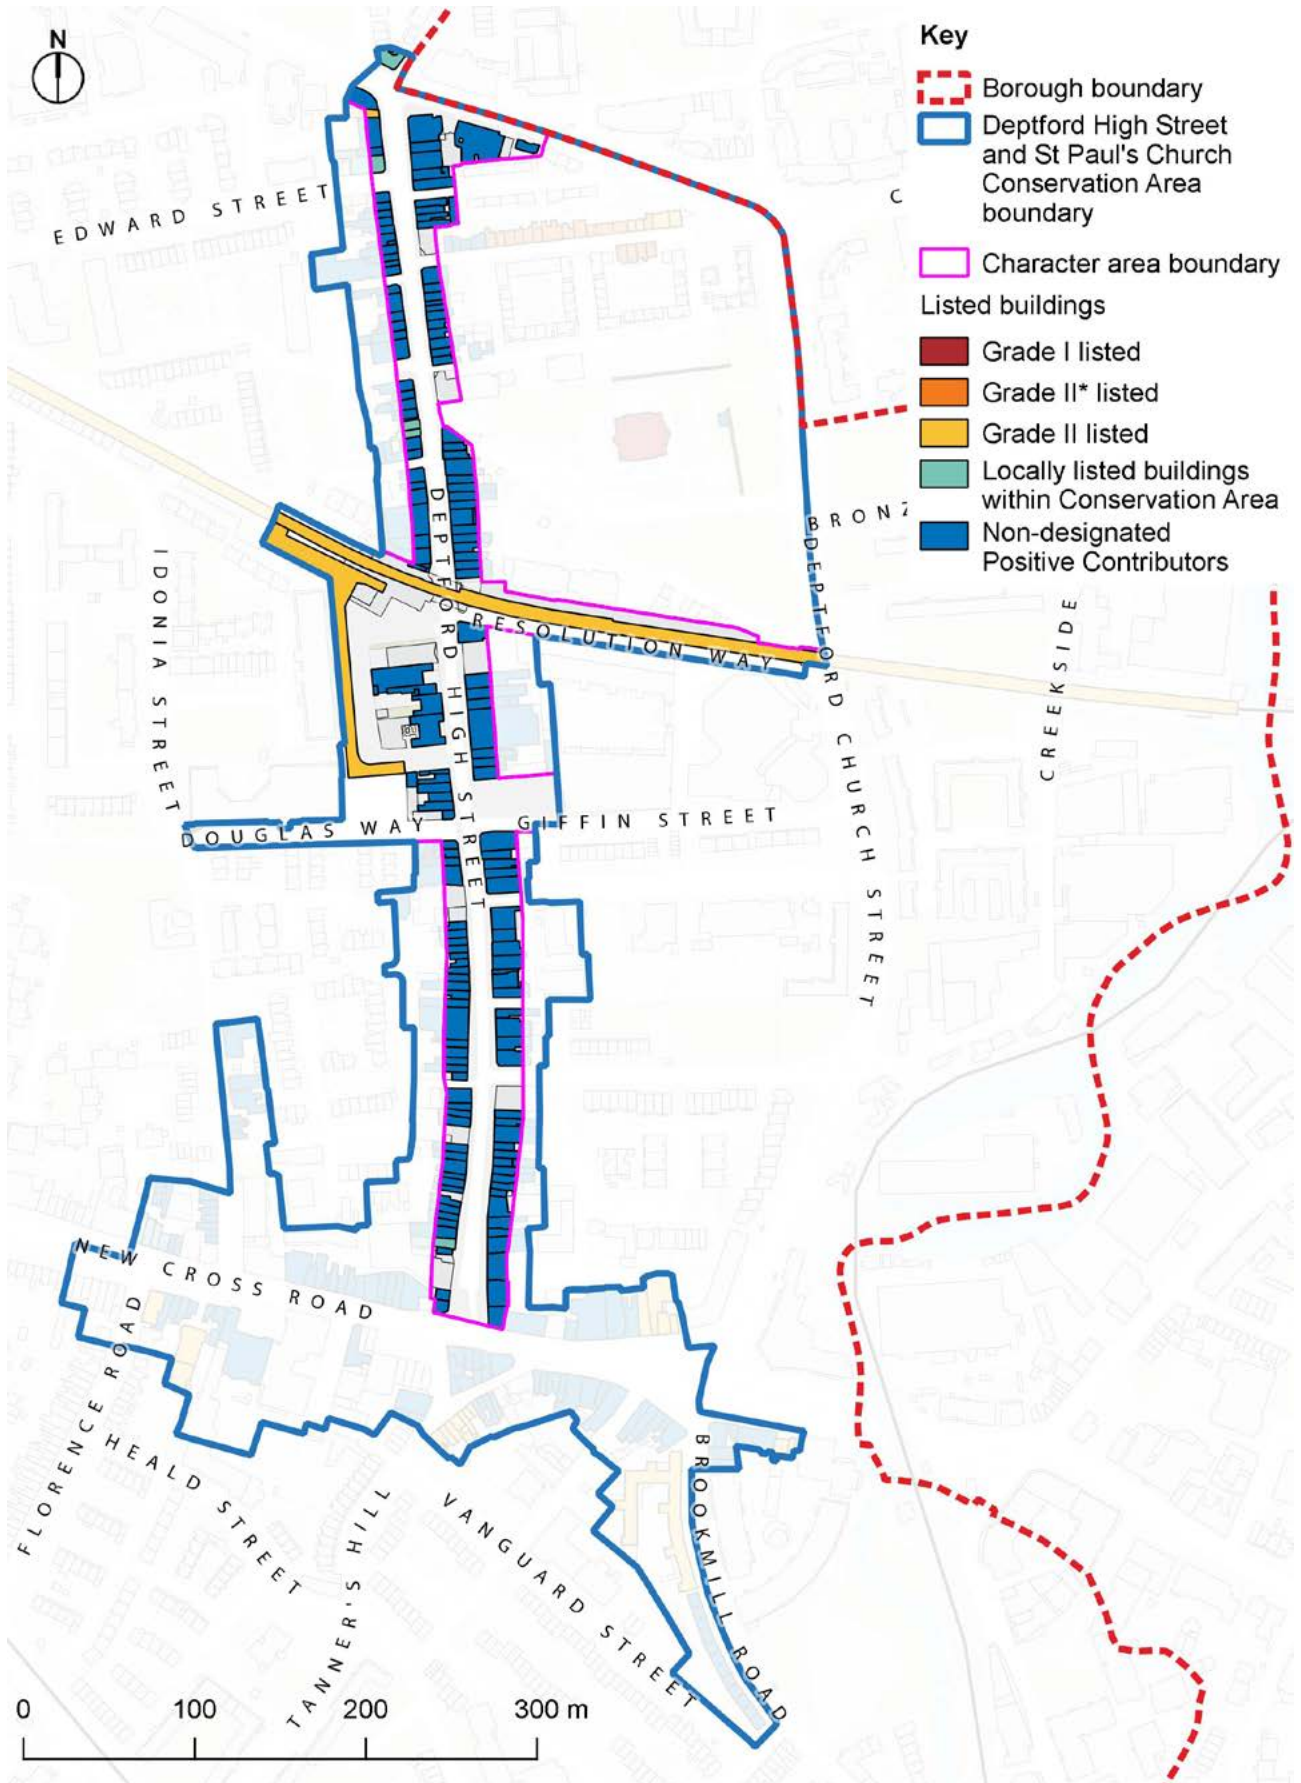 N
Key
Borough boundary
Deptford High Street
and St Paul's Church
Conservation Area
boundary
Character area boundary
Listed buildings
Grade I listed
Grade II* listed
Grade II listed
Locally listed buildings
within Conservation Area
Non-designated
Positive Contributors
C
EDWARD STREET
BRONZ
DEPTFORD HIGH STREET
IDONIA STREET
RESOLUTION WAY
DEPTFORD CHURCH STREET
CREEKSIDE
DOUGLAS WAY
GIFFIN STREET
NEW CROSS ROAD
FLORENCE ROAD
HEALD STREET
TANNER'S HILL
VANGUARD STREET
BROOKMILL ROAD
0 100 200 300 m